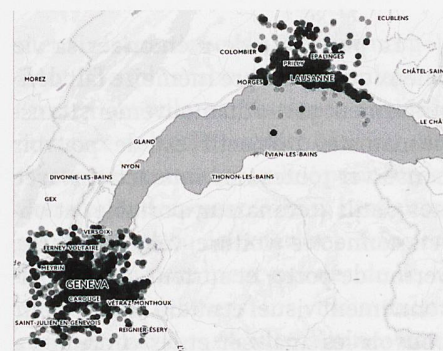 ECUBLENS
COLOMBIER
EPALINGES
PRILLY
CHÂTEL-SAIN
MOREZ
LAUSANNE
MORGES
LE CHÂ
GLAND
ÉVIAN-LES-BAINS
NYON
DIVONNE-LES-BAINS
THONON-LES-BAINS
GEX
VERSOIX
FERNEY-VOLTAIRE
MEYRIN
GENEVA
CAROUGE
VÉTRAZ-MONTHOUX
SAINT-JULIEN-EN-GENEVOIS
REIGNIER-ÉSERY